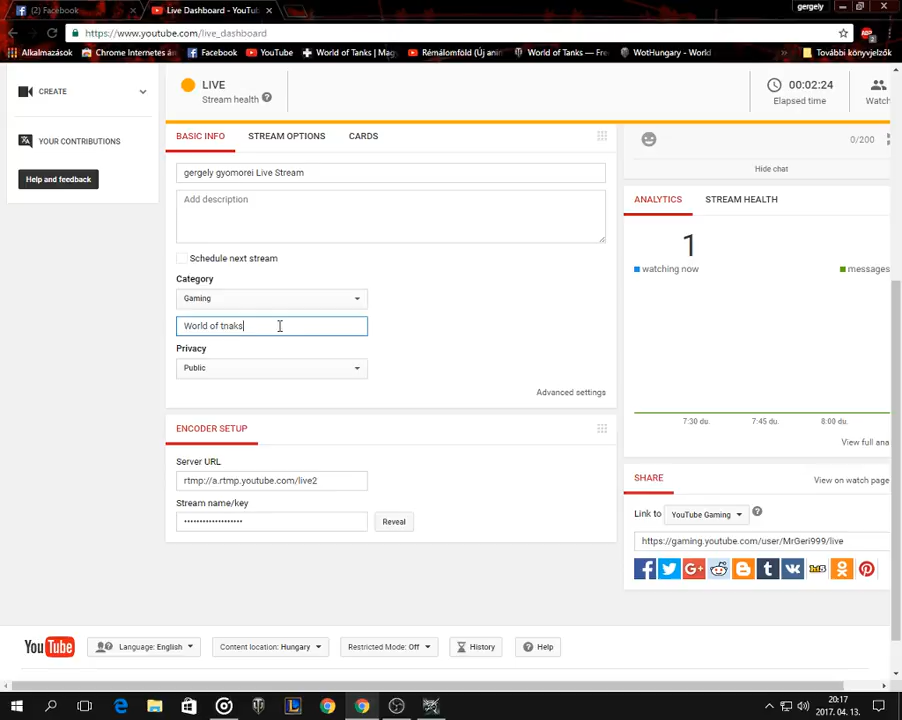 Facebook
Live Dashboard - YouTu
gergely
https://www.youtube.com/live_dashboard
Alkalmazások
Chrome Internetes án
Facebook
YouTube
World of Tanks | Mag
Rémálomföld (Új anim
World of Tanks — Free
WotHungary - World
További könyvjelzők
CREATE
YOUR CONTRIBUTIONS
Help and feedback
LIVE
Stream health
00:02:24
Elapsed time
Watch
BASIC INFO
STREAM OPTIONS
CARDS
gergely gyomorei Live Stream
Add description
Schedule next stream
Category
Gaming
World of tnaks
Privacy
Public
Advanced settings
ENCODER SETUP
Server URL
rtmp://a.rtmp.youtube.com/live2
Stream name/key
•••••••••••••••••••
Reveal
0/200
Hide chat
ANALYTICS
STREAM HEALTH
1
watching now
messages
7:30 du.
7:45 du.
8:00 du.
View full ana
SHARE
View on watch page
Link to
YouTube Gaming
https://gaming.youtube.com/user/MrGeri999/live
You Tube
Language: English
Content location: Hungary
Restricted Mode: Off
History
Help
20:17
2017. 04. 13.